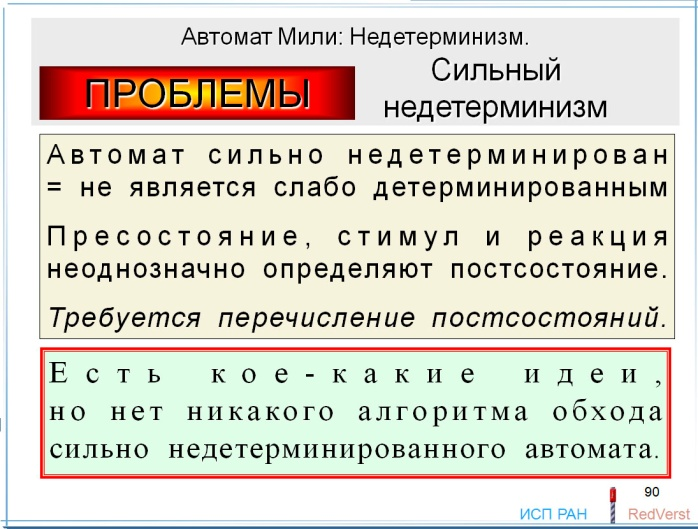 Автомат Мили: Недетерминизм.
ПРОБЛЕМЫ
Сильный
недетерминизм
Автомат сильно недетерминирован
= не является слабо детерминированным
Пресостояние, стимул и реакция
неоднозначно определяют постсостояние.
Требуется перечисление постсостояний.
Есть кое-какие идеи,
но нет никакого алгоритма обхода
сильно недетерминированного автомата.
90
ИСП РАН
RedVerst